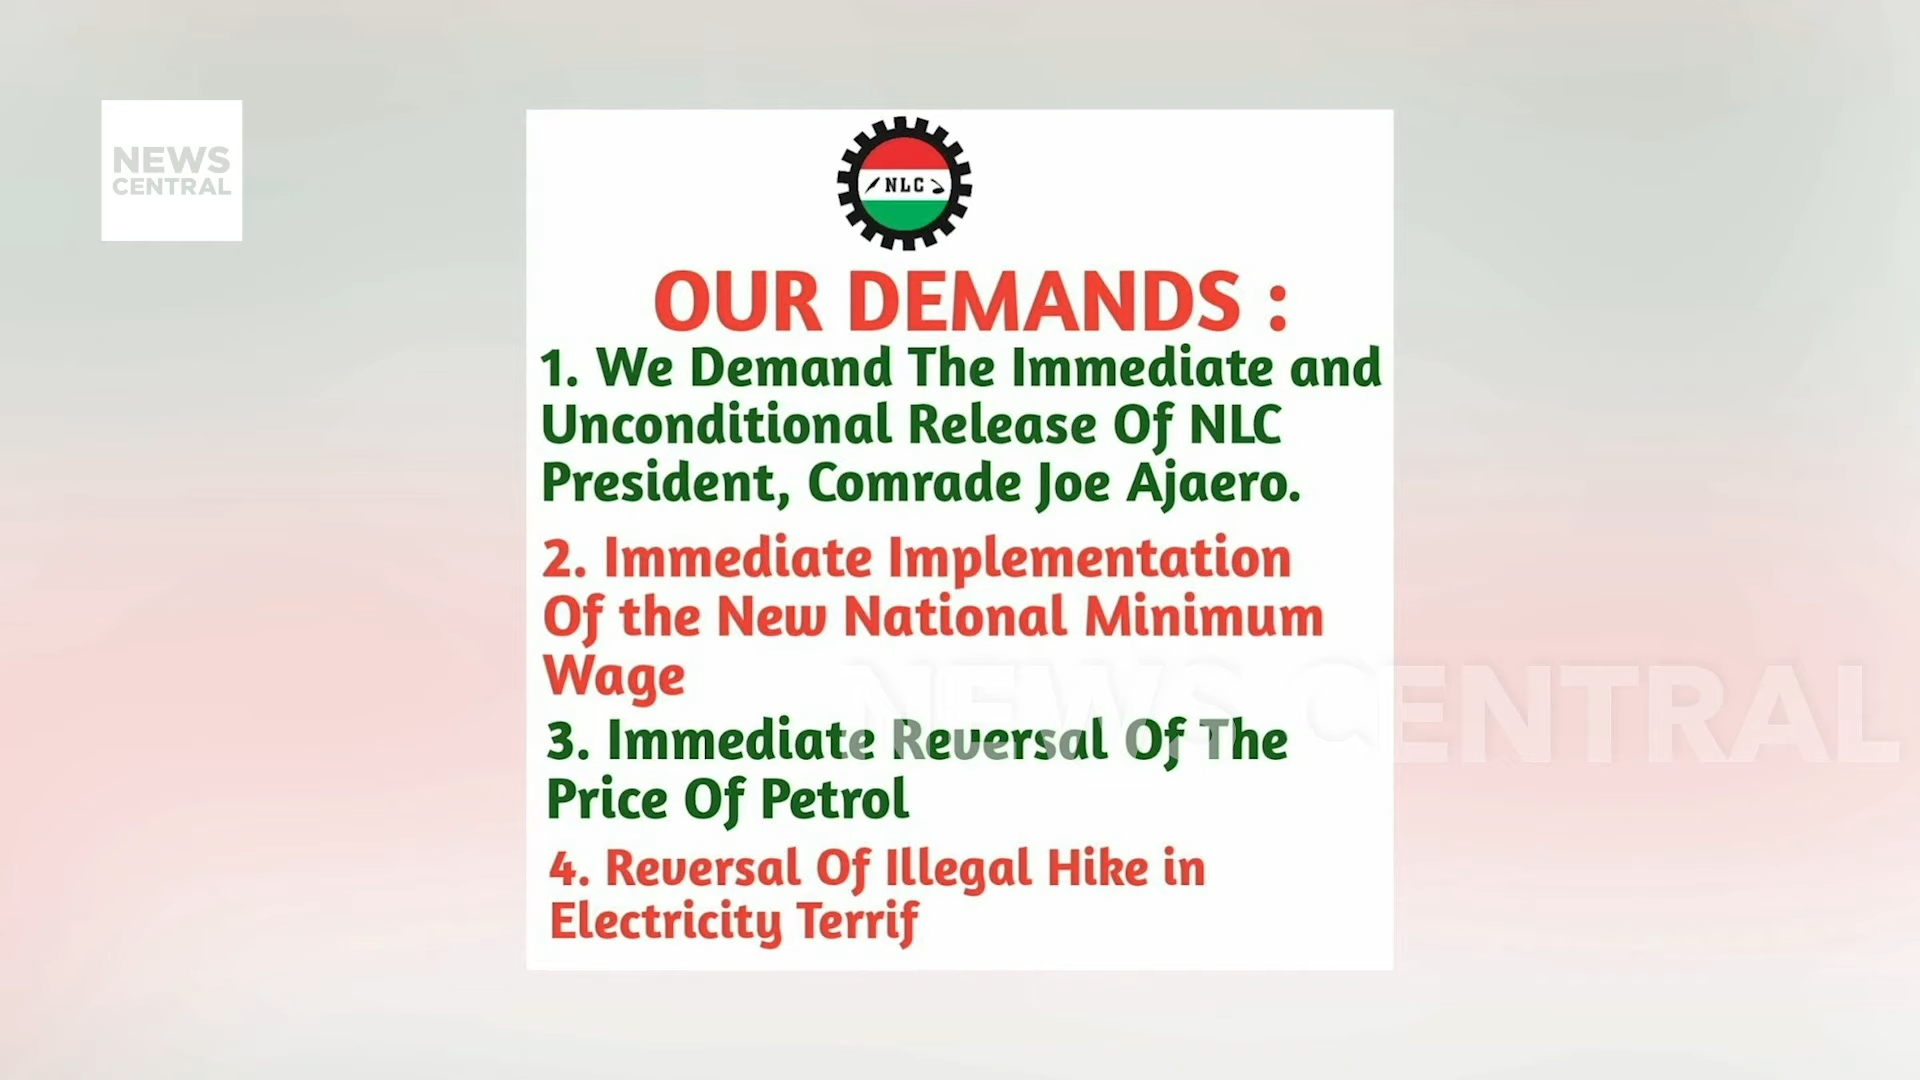 NEWS
CENTRAL
NLC
OUR DEMANDS :
1. We Demand The Immediate and
Unconditional Release Of NLC
President, Comrade Joe Ajaero.
2. Immediate Implementation
Of the New National Minimum
Wage
3. Immediate Reversal Of The
Price Of Petrol
4. Reversal Of Illegal Hike in
Electricity Terrif
NEWS CENTRAL